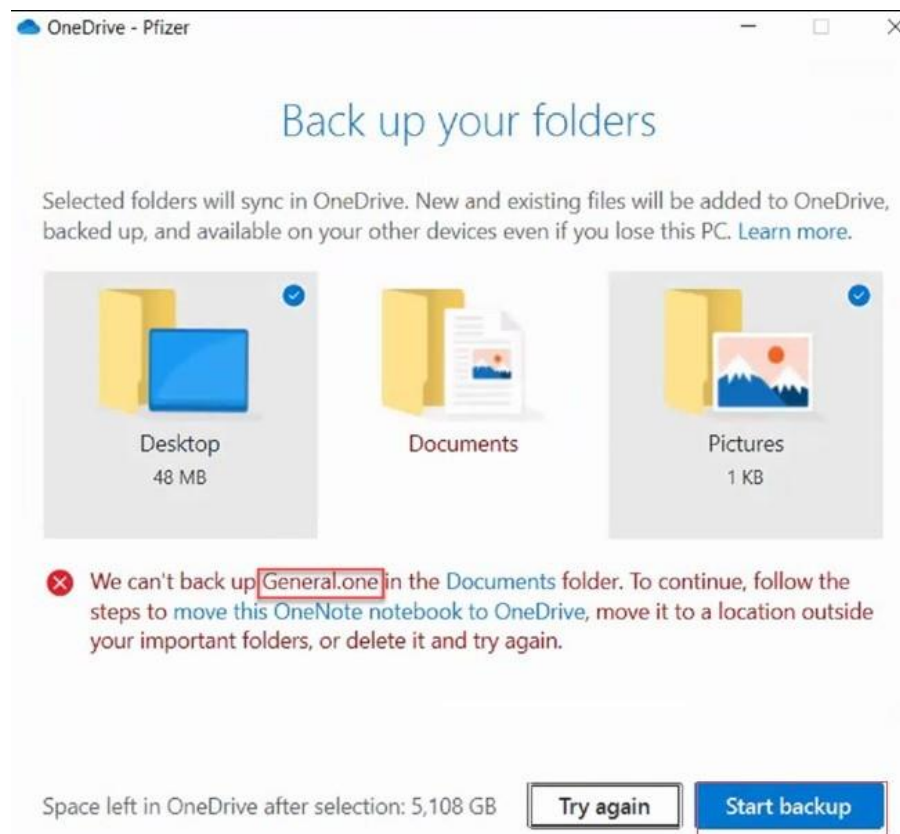 OneDrive - Pfizer
Back up your folders
Selected folders will sync in OneDrive. New and existing files will be added to OneDrive,
backed up, and available on your other devices even if you lose this PC. Learn more.
Desktop
48 MB
Documents
Pictures
1 KB
We can't back up General.one in the Documents folder. To continue, follow the
steps to move this OneNote notebook to OneDrive, move it to a location outside
your important folders, or delete it and try again.
Space left in OneDrive after selection: 5,108 GB
Try again
Start backup